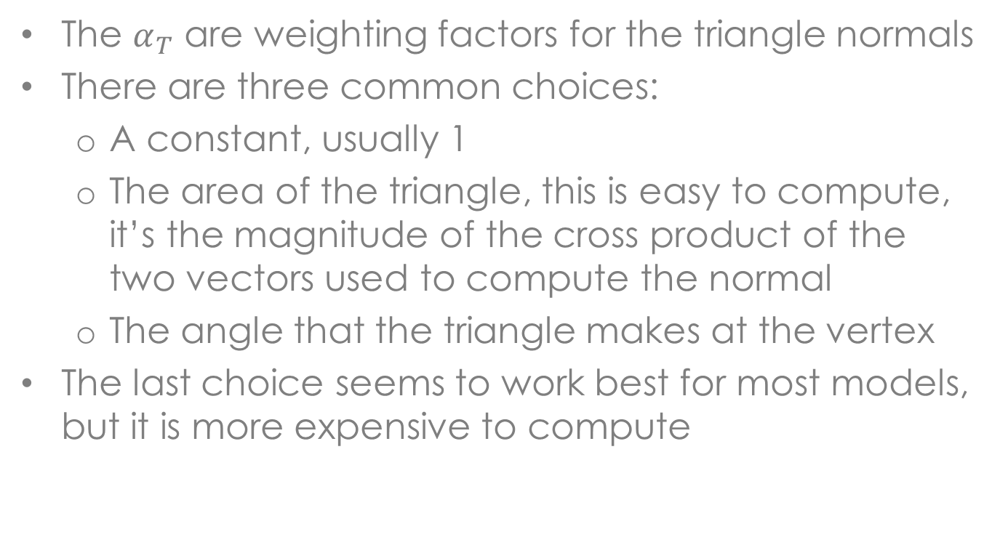 • The 𝛼𝑇 are weighting factors for the triangle normals
• There are three common choices:
o A constant, usually 1
o The area of the triangle, this is easy to compute,
it’s the magnitude of the cross product of the
two vectors used to compute the normal
o The angle that the triangle makes at the vertex
• The last choice seems to work best for most models,
but it is more expensive to compute